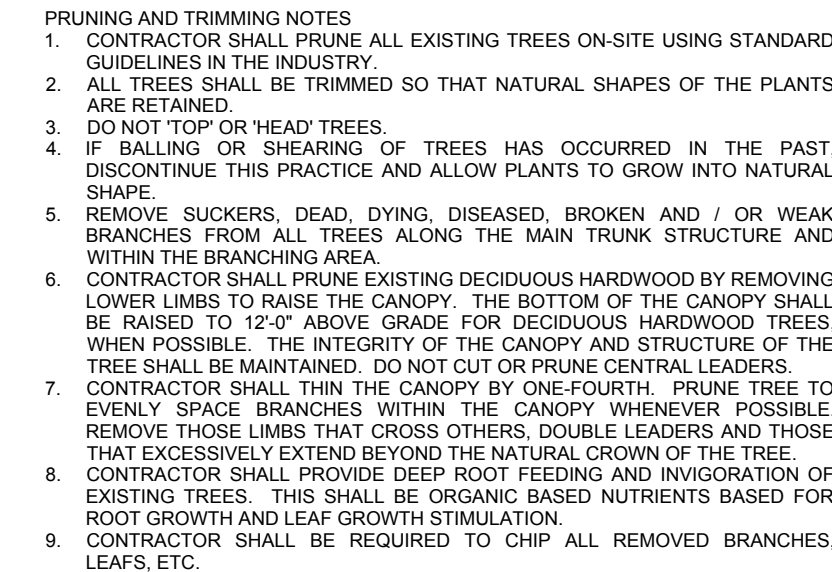 PRUNING AND TRIMMING NOTES
1. CONTRACTOR SHALL PRUNE ALL EXISTING TREES ON-SITE USING STANDARD
GUIDELINES IN THE INDUSTRY.
2. ALL TREES SHALL BE TRIMMED SO THAT NATURAL SHAPES OF THE PLANTS
ARE RETAINED.
3. DO NOT 'TOP' OR 'HEAD' TREES.
4. IF BALLING OR SHEARING OF TREES HAS OCCURRED IN THE PAST,
DISCONTINUE THIS PRACTICE AND ALLOW PLANTS TO GROW INTO NATURAL
SHAPE.
5. REMOVE SUCKERS, DEAD, DYING, DISEASED, BROKEN AND / OR WEAK
BRANCHES FROM ALL TREES ALONG THE MAIN TRUNK STRUCTURE AND
WITHIN THE BRANCHING AREA.
6. CONTRACTOR SHALL PRUNE EXISTING DECIDUOUS HARDWOOD BY REMOVING
LOWER LIMBS TO RAISE THE CANOPY. THE BOTTOM OF THE CANOPY SHALL
BE RAISED TO 12'-0" ABOVE GRADE FOR DECIDUOUS HARDWOOD TREES,
WHEN POSSIBLE. THE INTEGRITY OF THE CANOPY AND STRUCTURE OF THE
TREE SHALL BE MAINTAINED. DO NOT CUT OR PRUNE CENTRAL LEADERS.
7. CONTRACTOR SHALL THIN THE CANOPY BY ONE-FOURTH. PRUNE TREE TO
EVENLY SPACE BRANCHES WITHIN THE CANOPY WHENEVER POSSIBLE.
REMOVE THOSE LIMBS THAT CROSS OTHERS, DOUBLE LEADERS AND THOSE
THAT EXCESSIVELY EXTEND BEYOND THE NATURAL CROWN OF THE TREE.
8. CONTRACTOR SHALL PROVIDE DEEP ROOT FEEDING AND INVIGORATION OF
EXISTING TREES. THIS SHALL BE ORGANIC BASED NUTRIENTS BASED FOR
ROOT GROWTH AND LEAF GROWTH STIMULATION.
9. CONTRACTOR SHALL BE REQUIRED TO CHIP ALL REMOVED BRANCHES,
LEAFS, ETC.